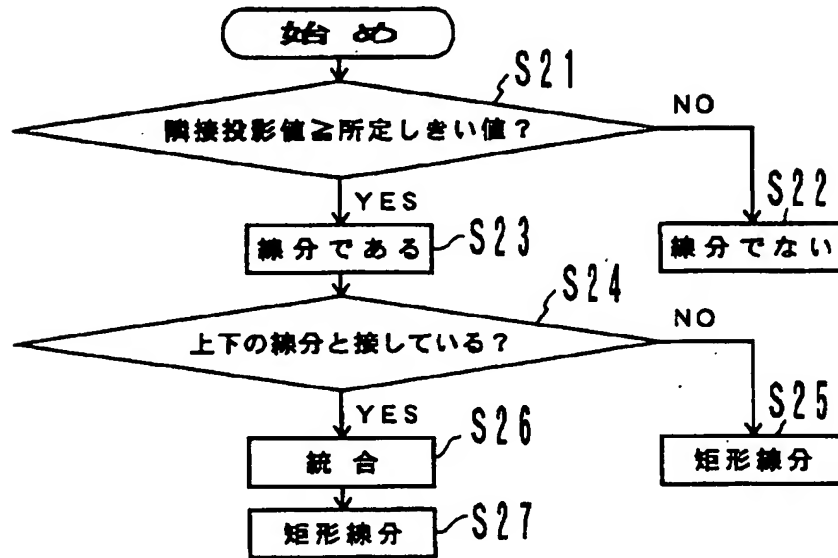 始め
S21
隣接投影値≧所定しきい値?
NO
YES
S22
線分である
S23
線分でない
S24
上下の線分と接している?
NO
YES
S25
S26
統合
矩形線分
矩形線分
S27